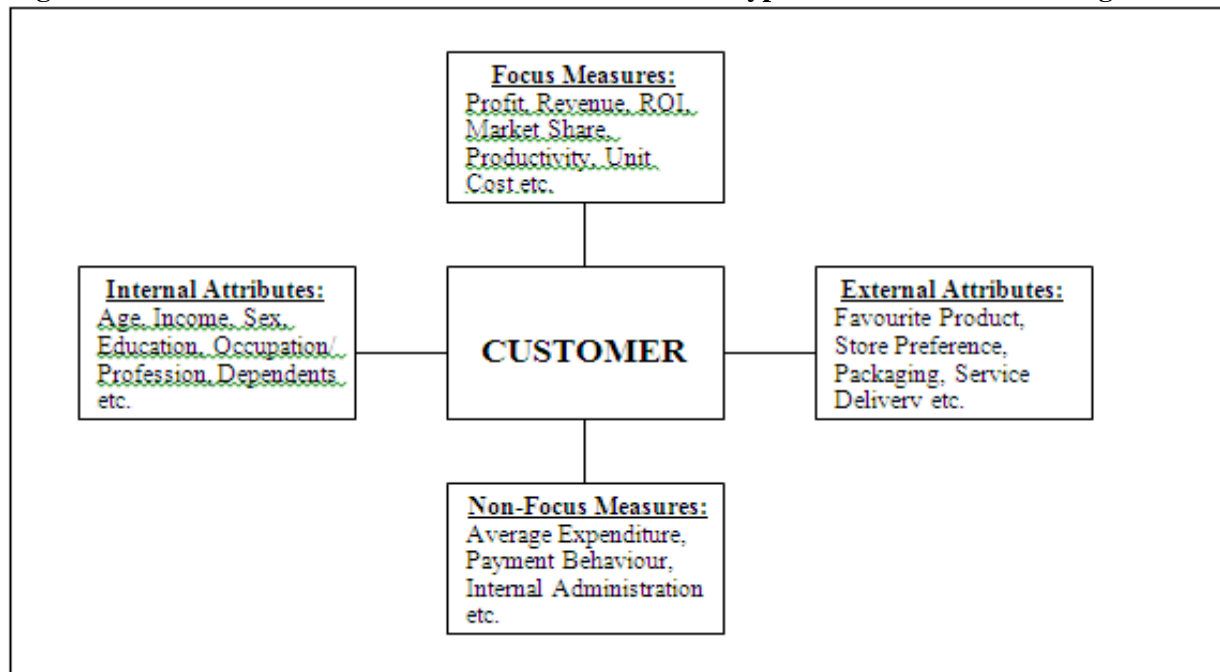 Focus Measures:
Profit, Revenue, ROI,
Market Share,
Productivity, Unit
Cost etc.
Internal Attributes:
Age, Income, Sex,
Education, Occupation/
Profession, Dependents
etc.
CUSTOMER
External Attributes:
Favourite Product,
Store Preference,
Packaging, Service
Delivery etc.
Non-Focus Measures:
Average Expenditure,
Payment Behaviour,
Internal Administration
etc.